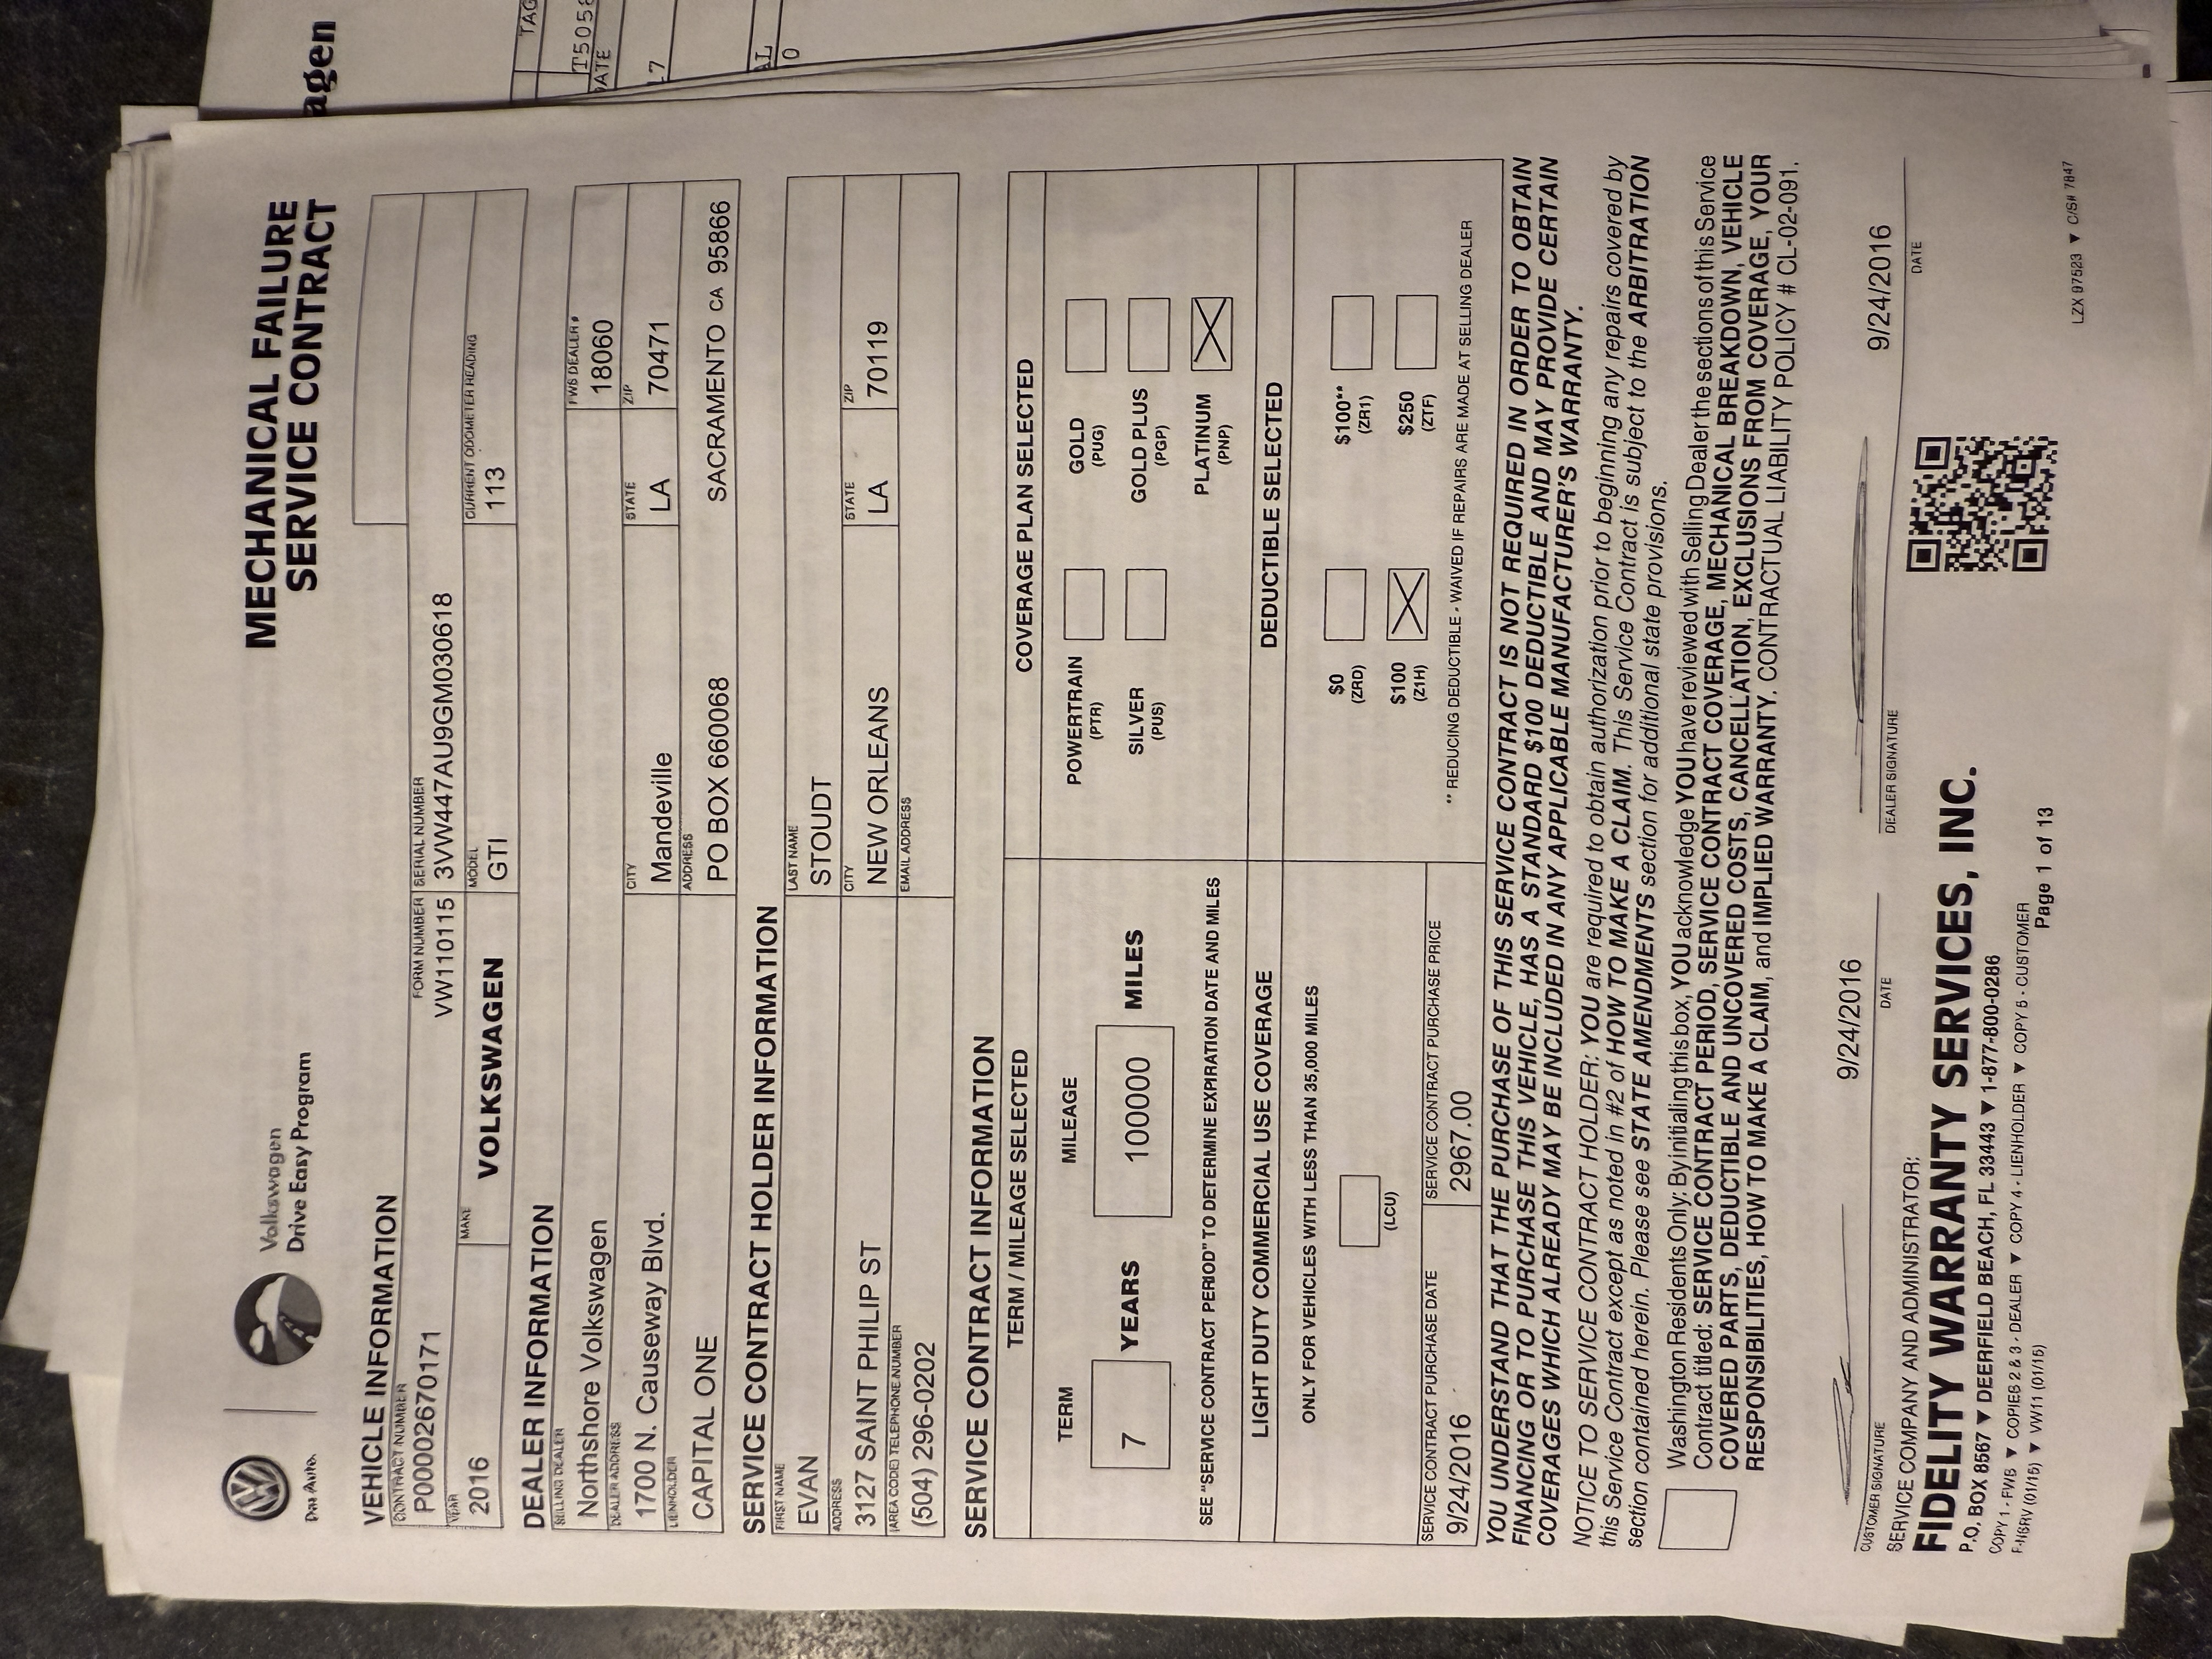 Das Auto.
Volkswagen
Drive Easy Program
MECHANICAL FAILURE
SERVICE CONTRACT
agen
VEHICLE INFORMATION
CONTRACT NUMBER
P00002670171
FORM NUMBER
VW110115
SERIAL NUMBER
3VW447AU9GM030618
YEAR
2016
MAKE
VOLKSWAGEN
MODEL
GTI
CURRENT ODOMETER READING
113
DEALER INFORMATION
SELLING DEALER
Northshore Volkswagen
FWS DEALER #
18060
DEALER ADDRESS
1700 N. Causeway Blvd.
CITY
Mandeville
STATE
LA
ZIP
70471
LIENHOLDER
CAPITAL ONE
ADDRESS
PO BOX 660068 SACRAMENTO CA 95866
SERVICE CONTRACT HOLDER INFORMATION
FIRST NAME
EVAN
LAST NAME
STOUDT
ADDRESS
3127 SAINT PHILIP ST
CITY
NEW ORLEANS
STATE
LA
ZIP
70119
(AREA CODE) TELEPHONE NUMBER
(504) 296-0202
EMAIL ADDRESS
SERVICE CONTRACT INFORMATION
TERM / MILEAGE SELECTED
TERM
MILEAGE
7 YEARS
100000 MILES
SEE "SERVICE CONTRACT PERIOD" TO DETERMINE EXPIRATION DATE AND MILES
COVERAGE PLAN SELECTED
POWERTRAIN
(PTR)
GOLD
(PUG)
SILVER
(PUS)
GOLD PLUS
(PGP)
PLATINUM
(PNP)
LIGHT DUTY COMMERCIAL USE COVERAGE
ONLY FOR VEHICLES WITH LESS THAN 35,000 MILES
(LCU)
DEDUCTIBLE SELECTED
$0
(ZRD)
$100**
(ZR1)
$100
(Z1H)
$250
(ZTF)
** REDUCING DEDUCTIBLE - WAIVED IF REPAIRS ARE MADE AT SELLING DEALER
SERVICE CONTRACT PURCHASE DATE
9/24/2016
SERVICE CONTRACT PURCHASE PRICE
2967.00
YOU UNDERSTAND THAT THE PURCHASE OF THIS SERVICE CONTRACT IS NOT REQUIRED IN ORDER TO OBTAIN
FINANCING OR TO PURCHASE THIS VEHICLE, HAS A STANDARD $100 DEDUCTIBLE AND MAY PROVIDE CERTAIN
COVERAGES WHICH ALREADY MAY BE INCLUDED IN ANY APPLICABLE MANUFACTURER'S WARRANTY.
NOTICE TO SERVICE CONTRACT HOLDER: YOU are required to obtain authorization prior to beginning any repairs covered by
this Service Contract except as noted in #2 of HOW TO MAKE A CLAIM. This Service Contract is subject to the ARBITRATION
section contained herein. Please see STATE AMENDMENTS section for additional state provisions.
Washington Residents Only: By initialing this box, YOU acknowledge YOU have reviewed with Selling Dealer the sections of this Service
Contract titled: SERVICE CONTRACT PERIOD, SERVICE CONTRACT COVERAGE, MECHANICAL BREAKDOWN, VEHICLE
COVERED PARTS, DEDUCTIBLE AND UNCOVERED COSTS, CANCELLATION, EXCLUSIONS FROM COVERAGE, YOUR
RESPONSIBILITIES, HOW TO MAKE A CLAIM, and IMPLIED WARRANTY. CONTRACTUAL LIABILITY POLICY # CL-02-091.
9/24/2016
CUSTOMER SIGNATURE
DATE
9/24/2016
DEALER SIGNATURE
DATE
SERVICE COMPANY AND ADMINISTRATOR:
FIDELITY WARRANTY SERVICES, INC.
P.O. BOX 8567 ▼ DEERFIELD BEACH, FL 33443 ▼ 1-877-800-0286
COPY 1 - FWS ▼ COPIES 2 & 3 - DEALER ▼ COPY 4 - LIENHOLDER ▼ COPY 5 - CUSTOMER
F-NSRV (01/15) ▼ VW11 (01/15)
Page 1 of 13
LZX 97523 ▼ C/S# 7847
TAG
T5058
ATE
17
AL
0